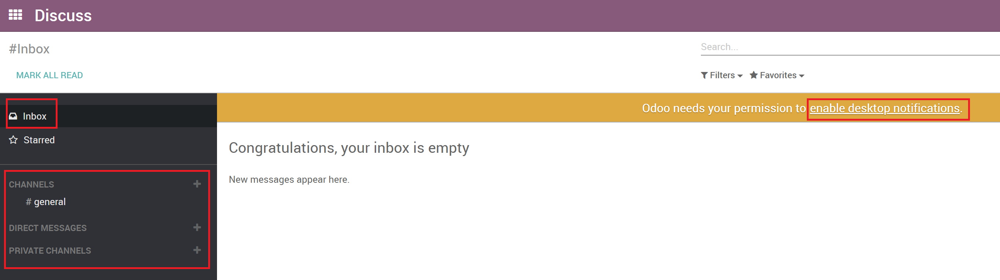 Discuss
#Inbox
Search...
MARK ALL READ
Filters
Favorites
Inbox
Starred
CHANNELS
# general
DIRECT MESSAGES
PRIVATE CHANNELS
Odoo needs your permission to enable desktop notifications.
Congratulations, your inbox is empty
New messages appear here.